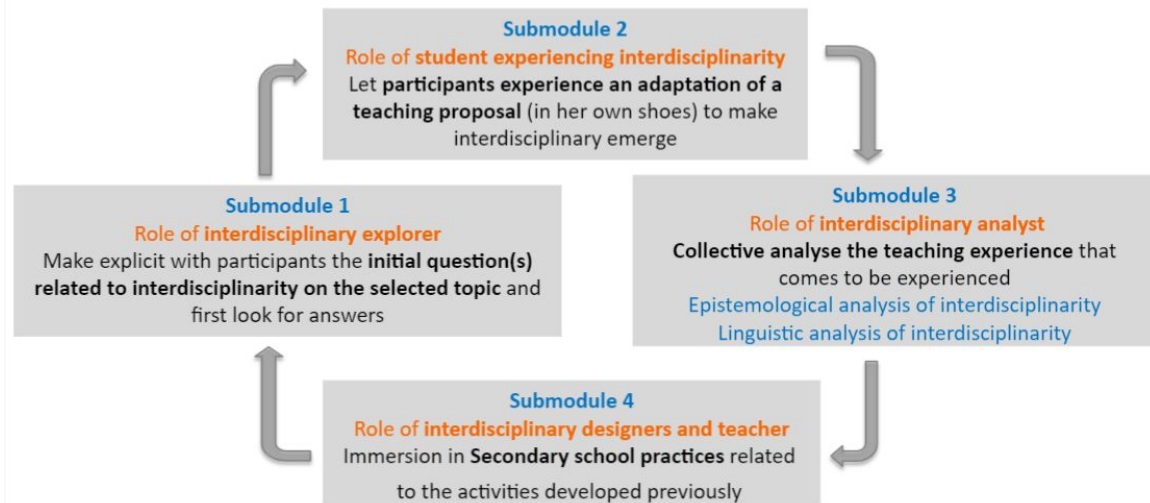 Submodule 2
Role of student experiencing interdisciplinarity
Let participants experience an adaptation of a
teaching proposal (in her own shoes) to make
interdisciplinary emerge
Submodule 1
Role of interdisciplinary explorer
Make explicit with participants the initial question(s)
related to interdisciplinarity on the selected topic and
first look for answers
Submodule 3
Role of interdisciplinary analyst
Collective analyse the teaching experience that
comes to be experienced
Epistemological analysis of interdisciplinarity
Linguistic analysis of interdisciplinarity
Submodule 4
Role of interdisciplinary designers and teacher
Immersion in Secondary school practices related
to the activities developed previously